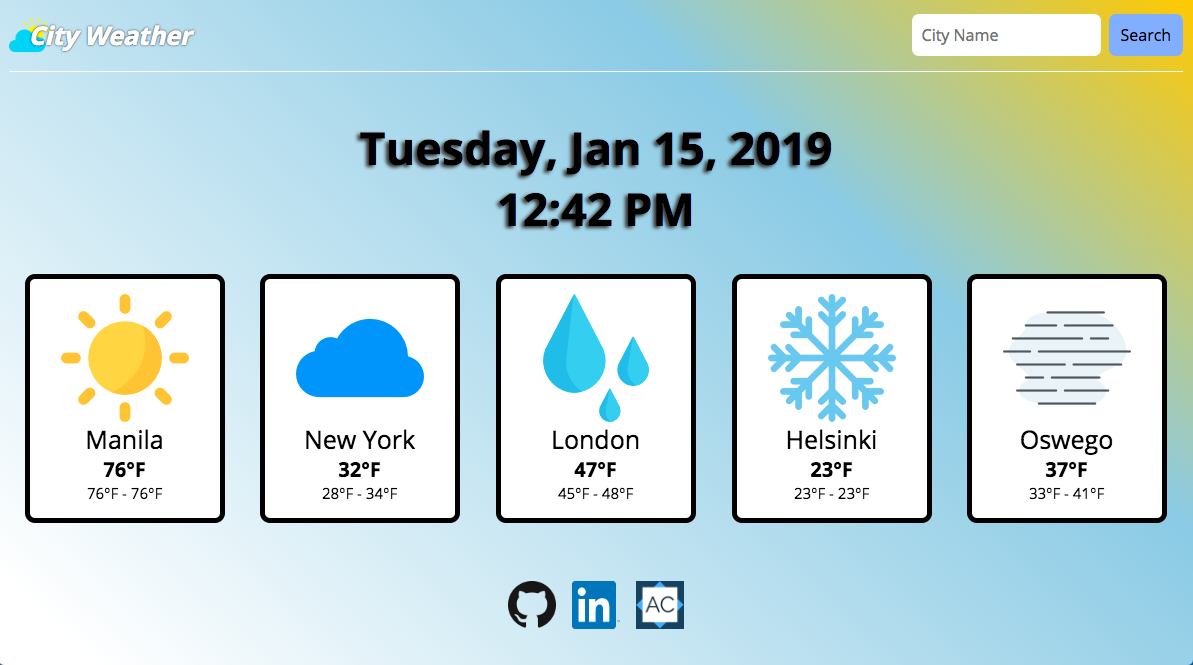 City Weather
City Name
Search
Tuesday, Jan 15, 2019
12:42 PM
Manila
76°F
76°F - 76°F
New York
32°F
28°F - 34°F
London
47°F
45°F - 48°F
Helsinki
23°F
23°F - 23°F
Oswego
37°F
33°F - 41°F
in
AC